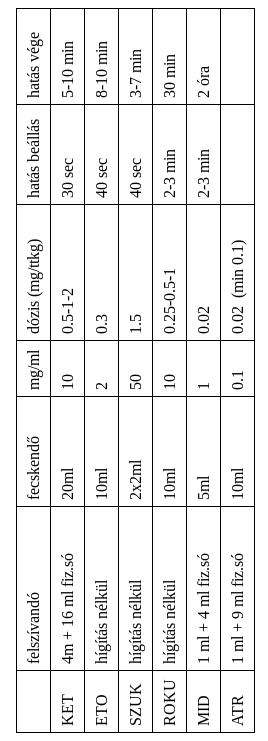 felszívandó fecskendő mg/ml dózis (mg/ttkg) hatás beállás hatás vége
KET 4m + 16 ml fiz.só 20ml 10 0.5-1-2 30 sec 5-10 min
ETO hígítás nélkül 10ml 2 0.3 40 sec 8-10 min
SZUK hígítás nélkül 2x2ml 50 1.5 40 sec 3-7 min
ROKU hígítás nélkül 10ml 10 0.25-0.5-1 2-3 min 30 min
MID 1 ml + 4 ml fiz.só 5ml 1 0.02 2-3 min 2 óra
ATR 1 ml + 9 ml fiz.só 10ml 0.1 0.02 (min 0.1)